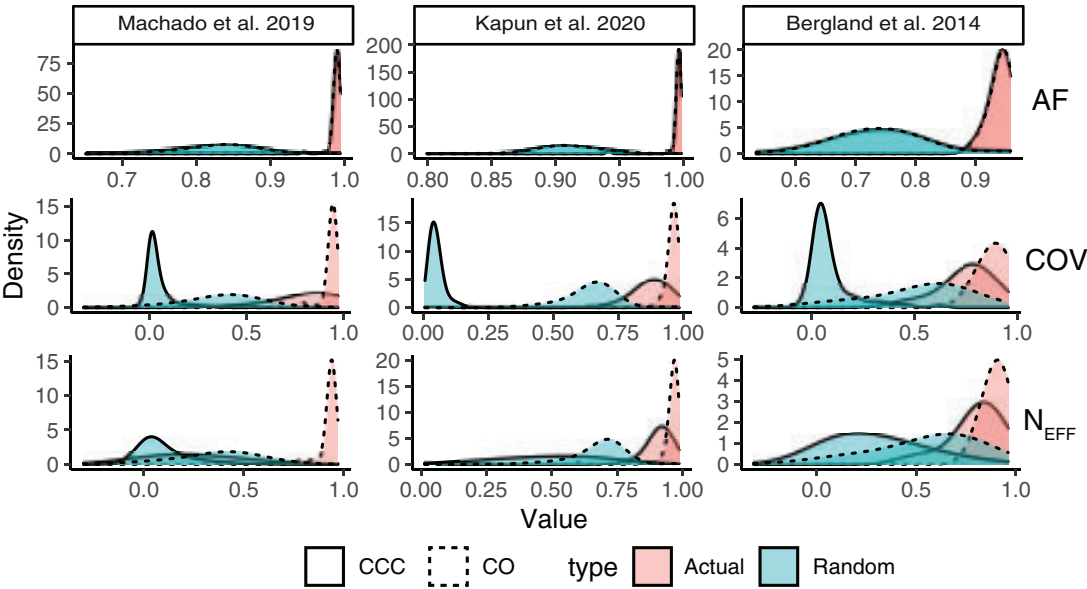 Machado et al. 2019 Kapun et al. 2020 Bergland et al. 2014
75 50 25 0
200 150 100 50 0
20 15 10 5 0
AF
0.7 0.8 0.9 1.0
0.80 0.85 0.90 0.95 1.00
0.6 0.7 0.8 0.9
Density
15 10 5 0
15 10 5 0
6 4 2 0
COV
0.0 0.5 1.0
0.00 0.25 0.50 0.75 1.00
0.0 0.5 1.0
15 10 5 0
20 15 10 5 0
5 4 3 2 1 0
NEFF
0.0 0.5 1.0
0.00 0.25 0.50 0.75 1.00
0.0 0.5 1.0
Value
CCC CO type Actual Random